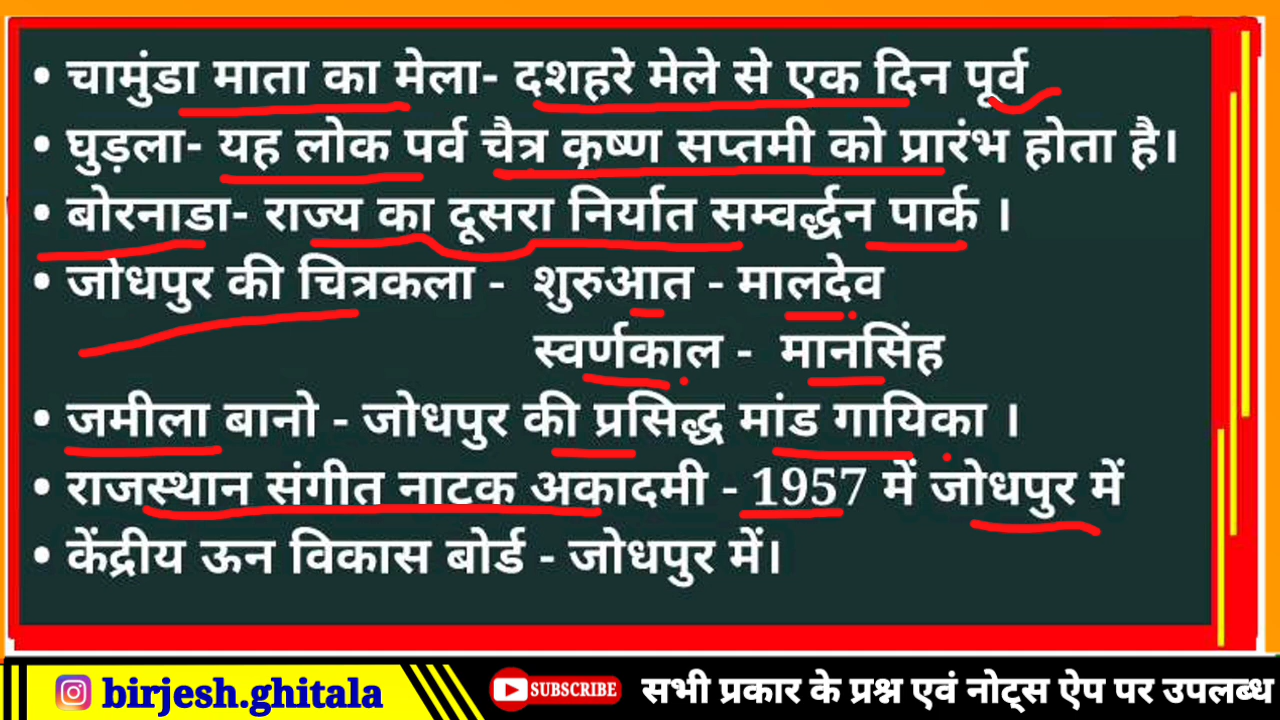 • चामुंडा माता का मेला- दशहरे मेले से एक दिन पूर्व
• घुड़ला- यह लोक पर्व चैत्र कृष्ण सप्तमी को प्रारंभ होता है।
• बोरनाडा- राज्य का दूसरा निर्यात सम्वर्द्धन पार्क ।
• जोधपुर की चित्रकला - शुरुआत - मालदेव
स्वर्णकाल - मानसिंह
• जमीला बानो - जोधपुर की प्रसिद्ध मांड गायिका ।
• राजस्थान संगीत नाटक अकादमी - 1957 में जोधपुर में
• केंद्रीय ऊन विकास बोर्ड - जोधपुर में।
birjesh.ghitala SUBSCRIBE सभी प्रकार के प्रश्न एवं नोट्स ऐप पर उपलब्ध